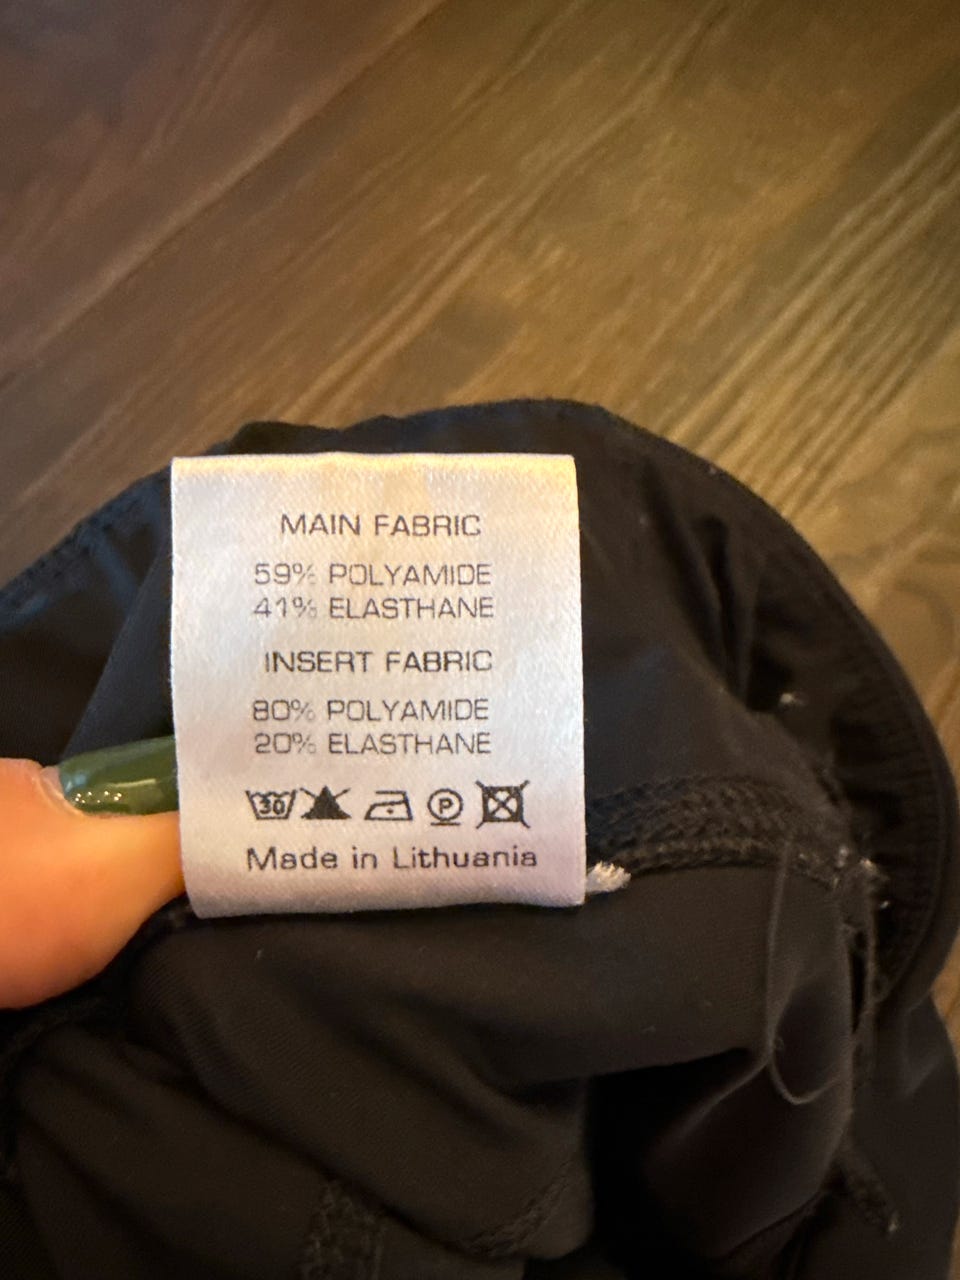 MAIN FABRIC
59% POLYAMIDE
41% ELASTHANE
INSERT FABRIC
80% POLYAMIDE
20% ELASTHANE
30 P
Made in Lithuania